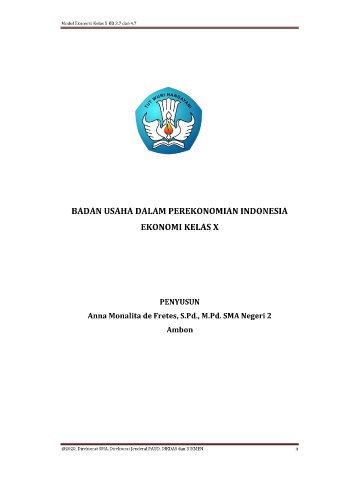 Modul Ekonomi Kelas X KD 3.7 dan 4.7
TUT WURI HANDAYANI
BADAN USAHA DALAM PEREKONOMIAN INDONESIA
EKONOMI KELAS X
PENYUSUN
Anna Monalita de Fretes, S.Pd., M.Pd. SMA Negeri 2
Ambon
@2020, Direktorat SMA, Direktorat Jenderal PAUD, DIKDAS dan DIKMEN